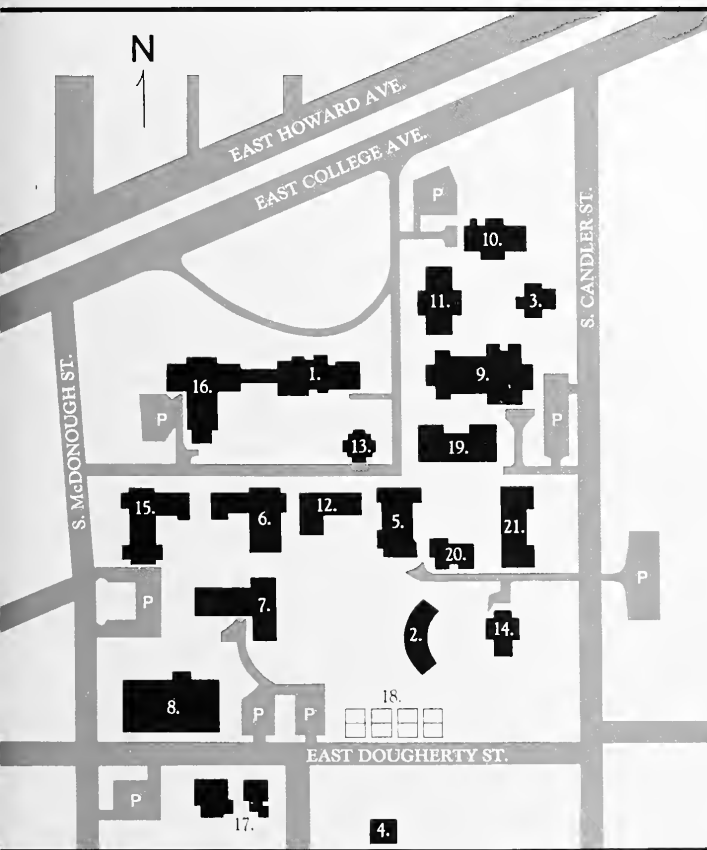 N
EAST HOWARD AVE.
EAST COLLEGE AVE.
P
10.
S. CANDLER ST.
11.
3.
S. McDONOUGH ST.
16.
1.
9.
P
13.
19.
P
15.
6.
12.
5.
21.
20.
P
7.
P
2.
14.
8.
18.
P
P
EAST DOUGHERTY ST.
P
17.
4.